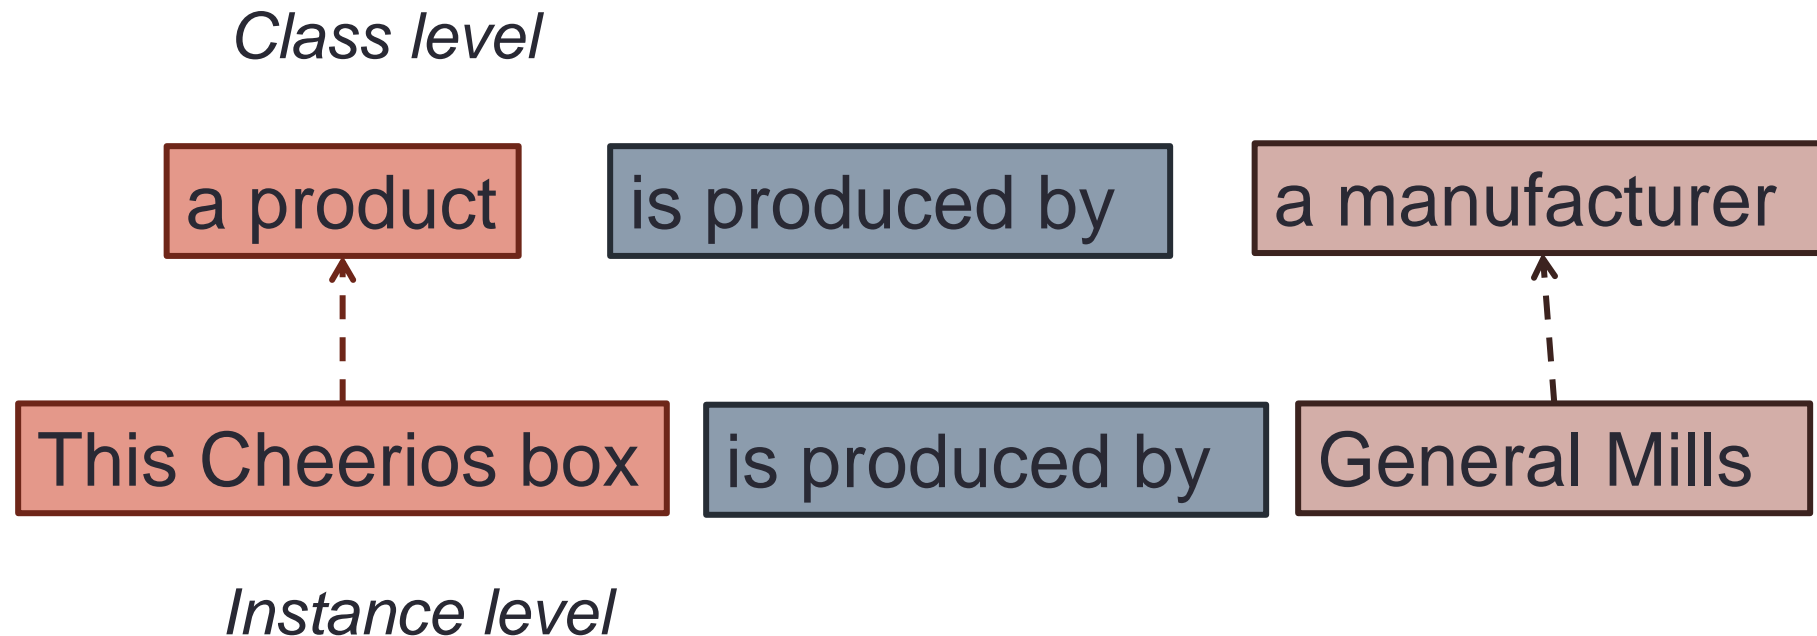 Class level
a product is produced by a manufacturer
This Cheerios box is produced by General Mills
Instance level